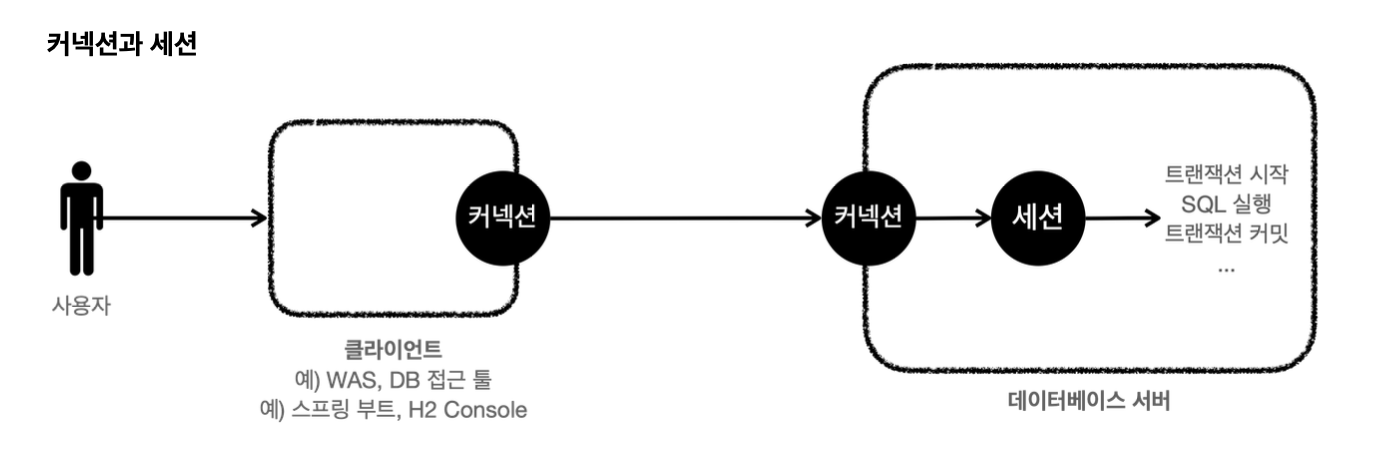 커넥션과 세션
사용자
커넥션
클라이언트
예) WAS, DB 접근 툴
예) 스프링 부트, H2 Console
커넥션
세션
트랜잭션 시작
SQL 실행
트랜잭션 커밋
...
데이터베이스 서버